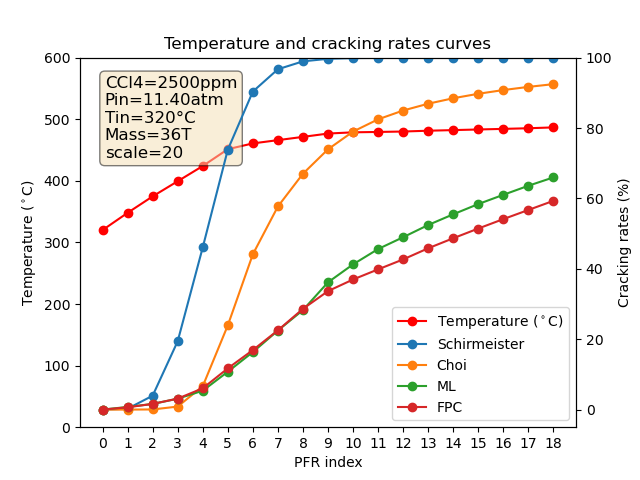 Temperature and cracking rates curves
CCl4=2500ppm
Pin=11.40atm
Tin=320°C
Mass=36T
scale=20
600
500
400
300
200
100
0
Temperature (°C)
100
80
60
40
20
0
Cracking rates (%)
Temperature (°C)
Schirmeister
Choi
ML
FPC
0 1 2 3 4 5 6 7 8 9 10 11 12 13 14 15 16 17 18
PFR index